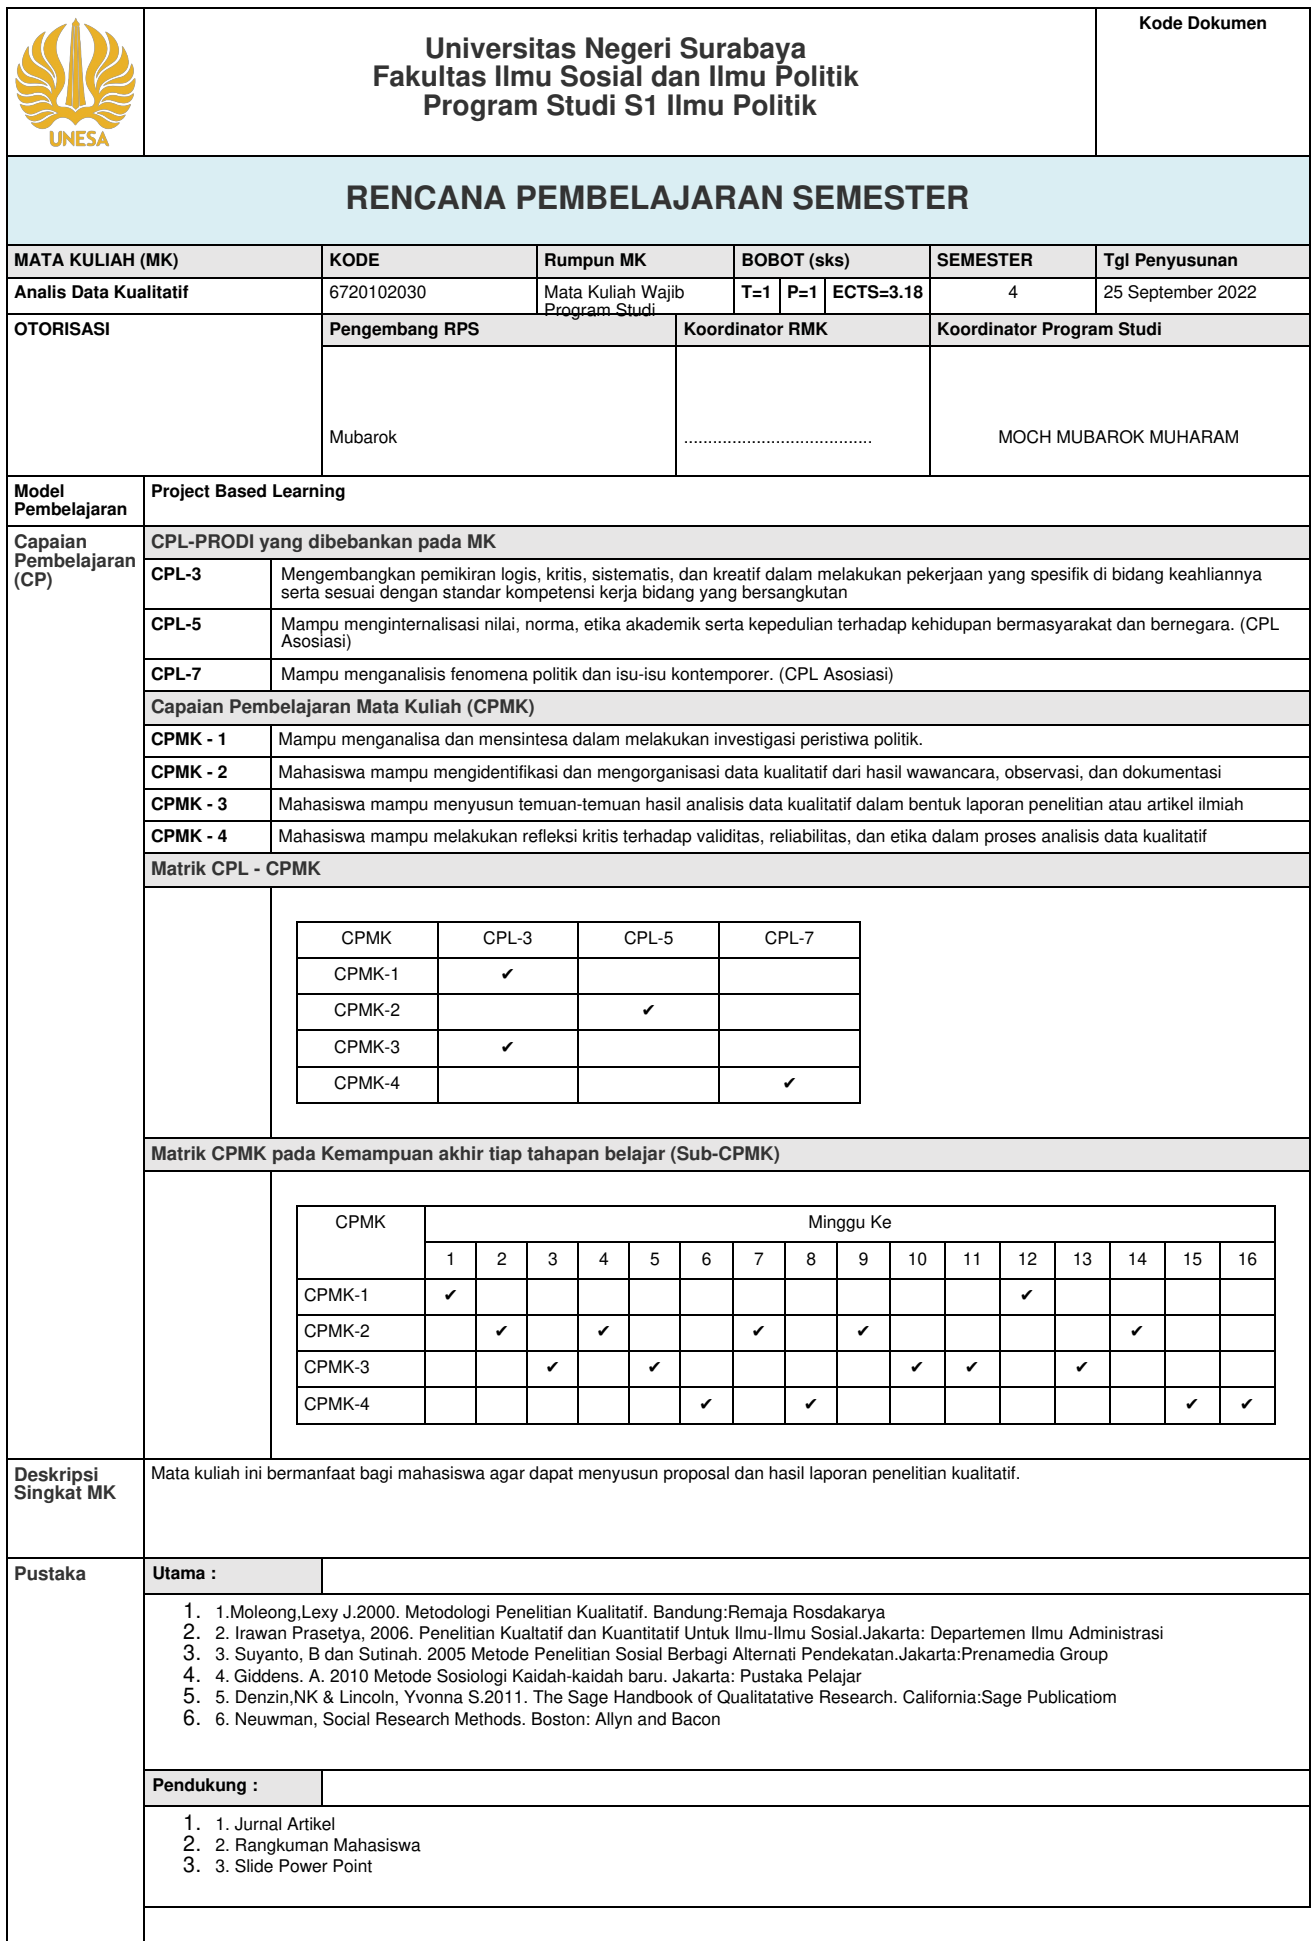 UNESA
Universitas Negeri Surabaya
Fakultas Ilmu Sosial dan Ilmu Politik
Program Studi S1 Ilmu Politik
Kode Dokumen
RENCANA PEMBELAJARAN SEMESTER
MATA KULIAH (MK) KODE Rumpun MK BOBOT (sks) SEMESTER Tgl Penyusunan
Analis Data Kualitatif 6720102030 Mata Kuliah Wajib Program Studi T=1 P=1 ECTS=3.18 4 25 September 2022
OTORISASI Pengembang RPS Koordinator RMK Koordinator Program Studi
Mubarok ....................................... MOCH MUBAROK MUHARAM
Model Pembelajaran
Project Based Learning
Capaian Pembelajaran (CP)
CPL-PRODI yang dibebankan pada MK
CPL-3 Mengembangkan pemikiran logis, kritis, sistematis, dan kreatif dalam melakukan pekerjaan yang spesifik di bidang keahliannya
serta sesuai dengan standar kompetensi kerja bidang yang bersangkutan
CPL-5 Mampu menginternalisasi nilai, norma, etika akademik serta kepedulian terhadap kehidupan bermasyarakat dan bernegara. (CPL
Asosiasi)
CPL-7 Mampu menganalisis fenomena politik dan isu-isu kontemporer. (CPL Asosiasi)
Capaian Pembelajaran Mata Kuliah (CPMK)
CPMK - 1 Mampu menganalisa dan mensintesa dalam melakukan investigasi peristiwa politik.
CPMK - 2 Mahasiswa mampu mengidentifikasi dan mengorganisasi data kualitatif dari hasil wawancara, observasi, dan dokumentasi
CPMK - 3 Mahasiswa mampu menyusun temuan-temuan hasil analisis data kualitatif dalam bentuk laporan penelitian atau artikel ilmiah
CPMK - 4 Mahasiswa mampu melakukan refleksi kritis terhadap validitas, reliabilitas, dan etika dalam proses analisis data kualitatif
Matrik CPL - CPMK
CPMK CPL-3 CPL-5 CPL-7
CPMK-1 ✔
CPMK-2 ✔
CPMK-3 ✔
CPMK-4 ✔
Matrik CPMK pada Kemampuan akhir tiap tahapan belajar (Sub-CPMK)
CPMK Minggu Ke
1 2 3 4 5 6 7 8 9 10 11 12 13 14 15 16
CPMK-1 ✔ ✔
CPMK-2 ✔ ✔ ✔ ✔ ✔
CPMK-3 ✔ ✔ ✔ ✔ ✔
CPMK-4 ✔ ✔ ✔ ✔
Deskripsi Singkat MK
Mata kuliah ini bermanfaat bagi mahasiswa agar dapat menyusun proposal dan hasil laporan penelitian kualitatif.
Pustaka
Utama :
1. 1.Moleong,Lexy J.2000. Metodologi Penelitian Kualitatif. Bandung:Remaja Rosdakarya
2. 2. Irawan Prasetya, 2006. Penelitian Kualtatif dan Kuantitatif Untuk Ilmu-Ilmu Sosial.Jakarta: Departemen Ilmu Administrasi
3. 3. Suyanto, B dan Sutinah. 2005 Metode Penelitian Sosial Berbagi Alternati Pendekatan.Jakarta:Prenamedia Group
4. 4. Giddens. A. 2010 Metode Sosiologi Kaidah-kaidah baru. Jakarta: Pustaka Pelajar
5. 5. Denzin,NK & Lincoln, Yvonna S.2011. The Sage Handbook of Qualitatative Research. California:Sage Publicatiom
6. 6. Neuwman, Social Research Methods. Boston: Allyn and Bacon
Pendukung :
1. 1. Jurnal Artikel
2. 2. Rangkuman Mahasiswa
3. 3. Slide Power Point